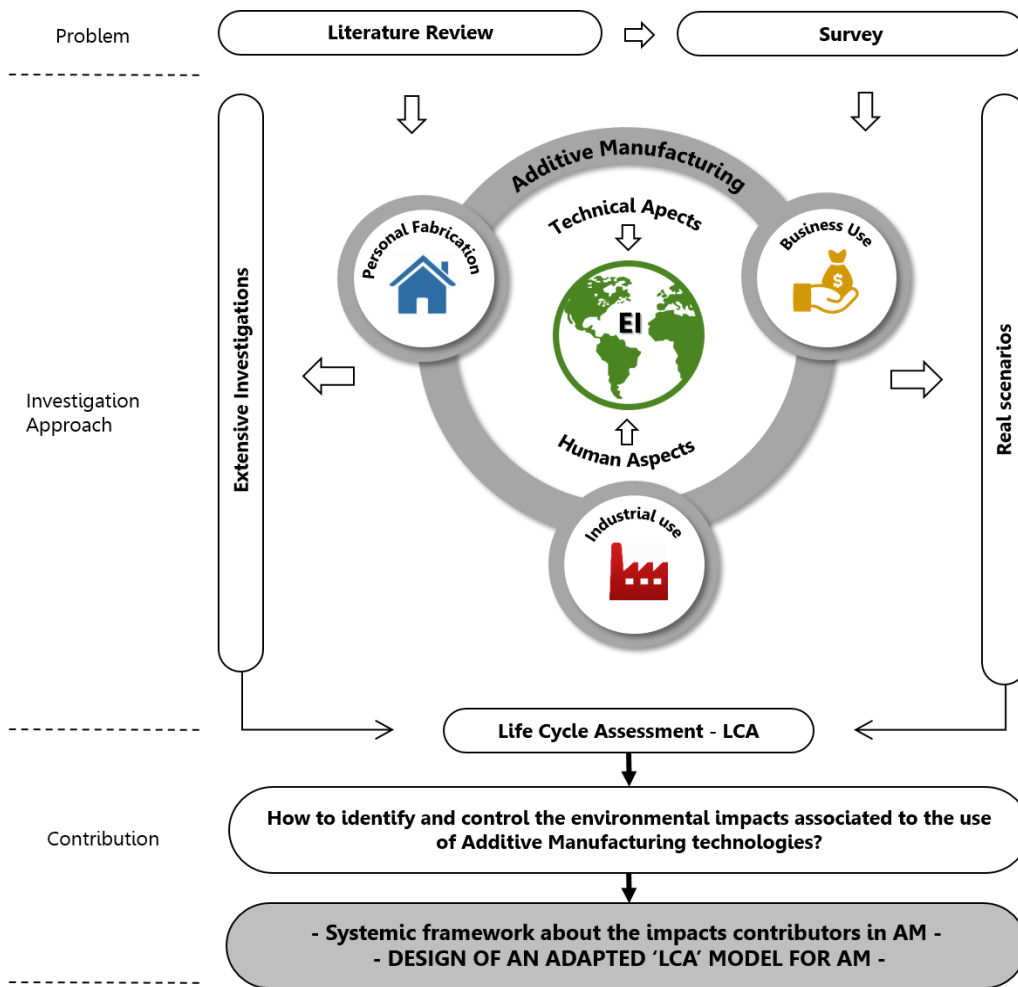 Problem
Literature Review
Survey
Additive Manufacturing
Technical Apects
Personal Fabrication
Business Use
$
EI
Human Aspects
Industrial use
Investigation
Approach
Extensive Investigations
Real scenarios
Life Cycle Assessment - LCA
Contribution
How to identify and control the environmental impacts associated to the use
of Additive Manufacturing technologies?
- Systemic framework about the impacts contributors in AM -
- DESIGN OF AN ADAPTED ‘LCA’ MODEL FOR AM -